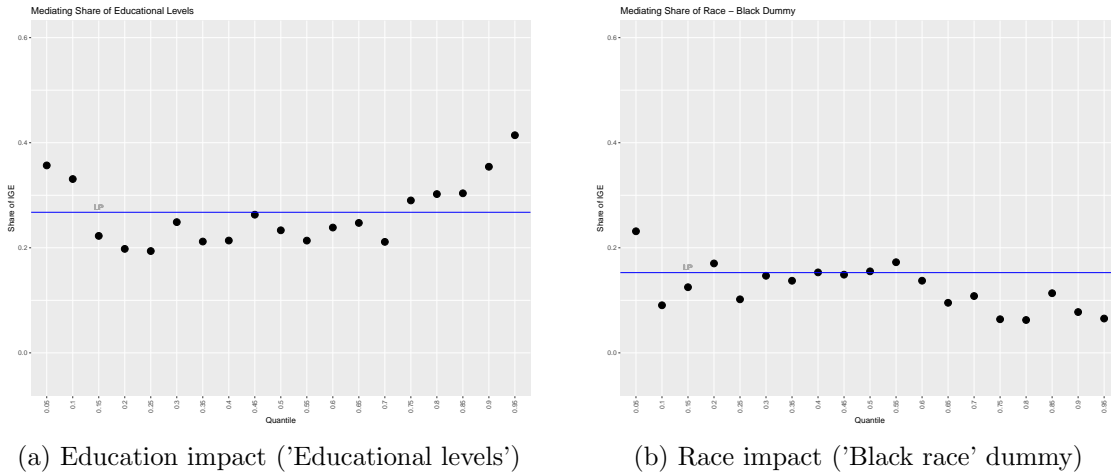 Mediating Share of Educational Levels
0.6
0.4
0.2
0.0
Share of IGE
LP
0.05 0.1 0.15 0.2 0.25 0.3 0.35 0.4 0.45 0.5 0.55 0.6 0.65 0.7 0.75 0.8 0.85 0.9 0.95
Quantile
(a) Education impact ('Educational levels')
Mediating Share of Race – Black Dummy
0.6
0.4
0.2
0.0
Share of IGE
LP
0.05 0.1 0.15 0.2 0.25 0.3 0.35 0.4 0.45 0.5 0.55 0.6 0.65 0.7 0.75 0.8 0.85 0.9 0.95
Quantile
(b) Race impact ('Black race' dummy)